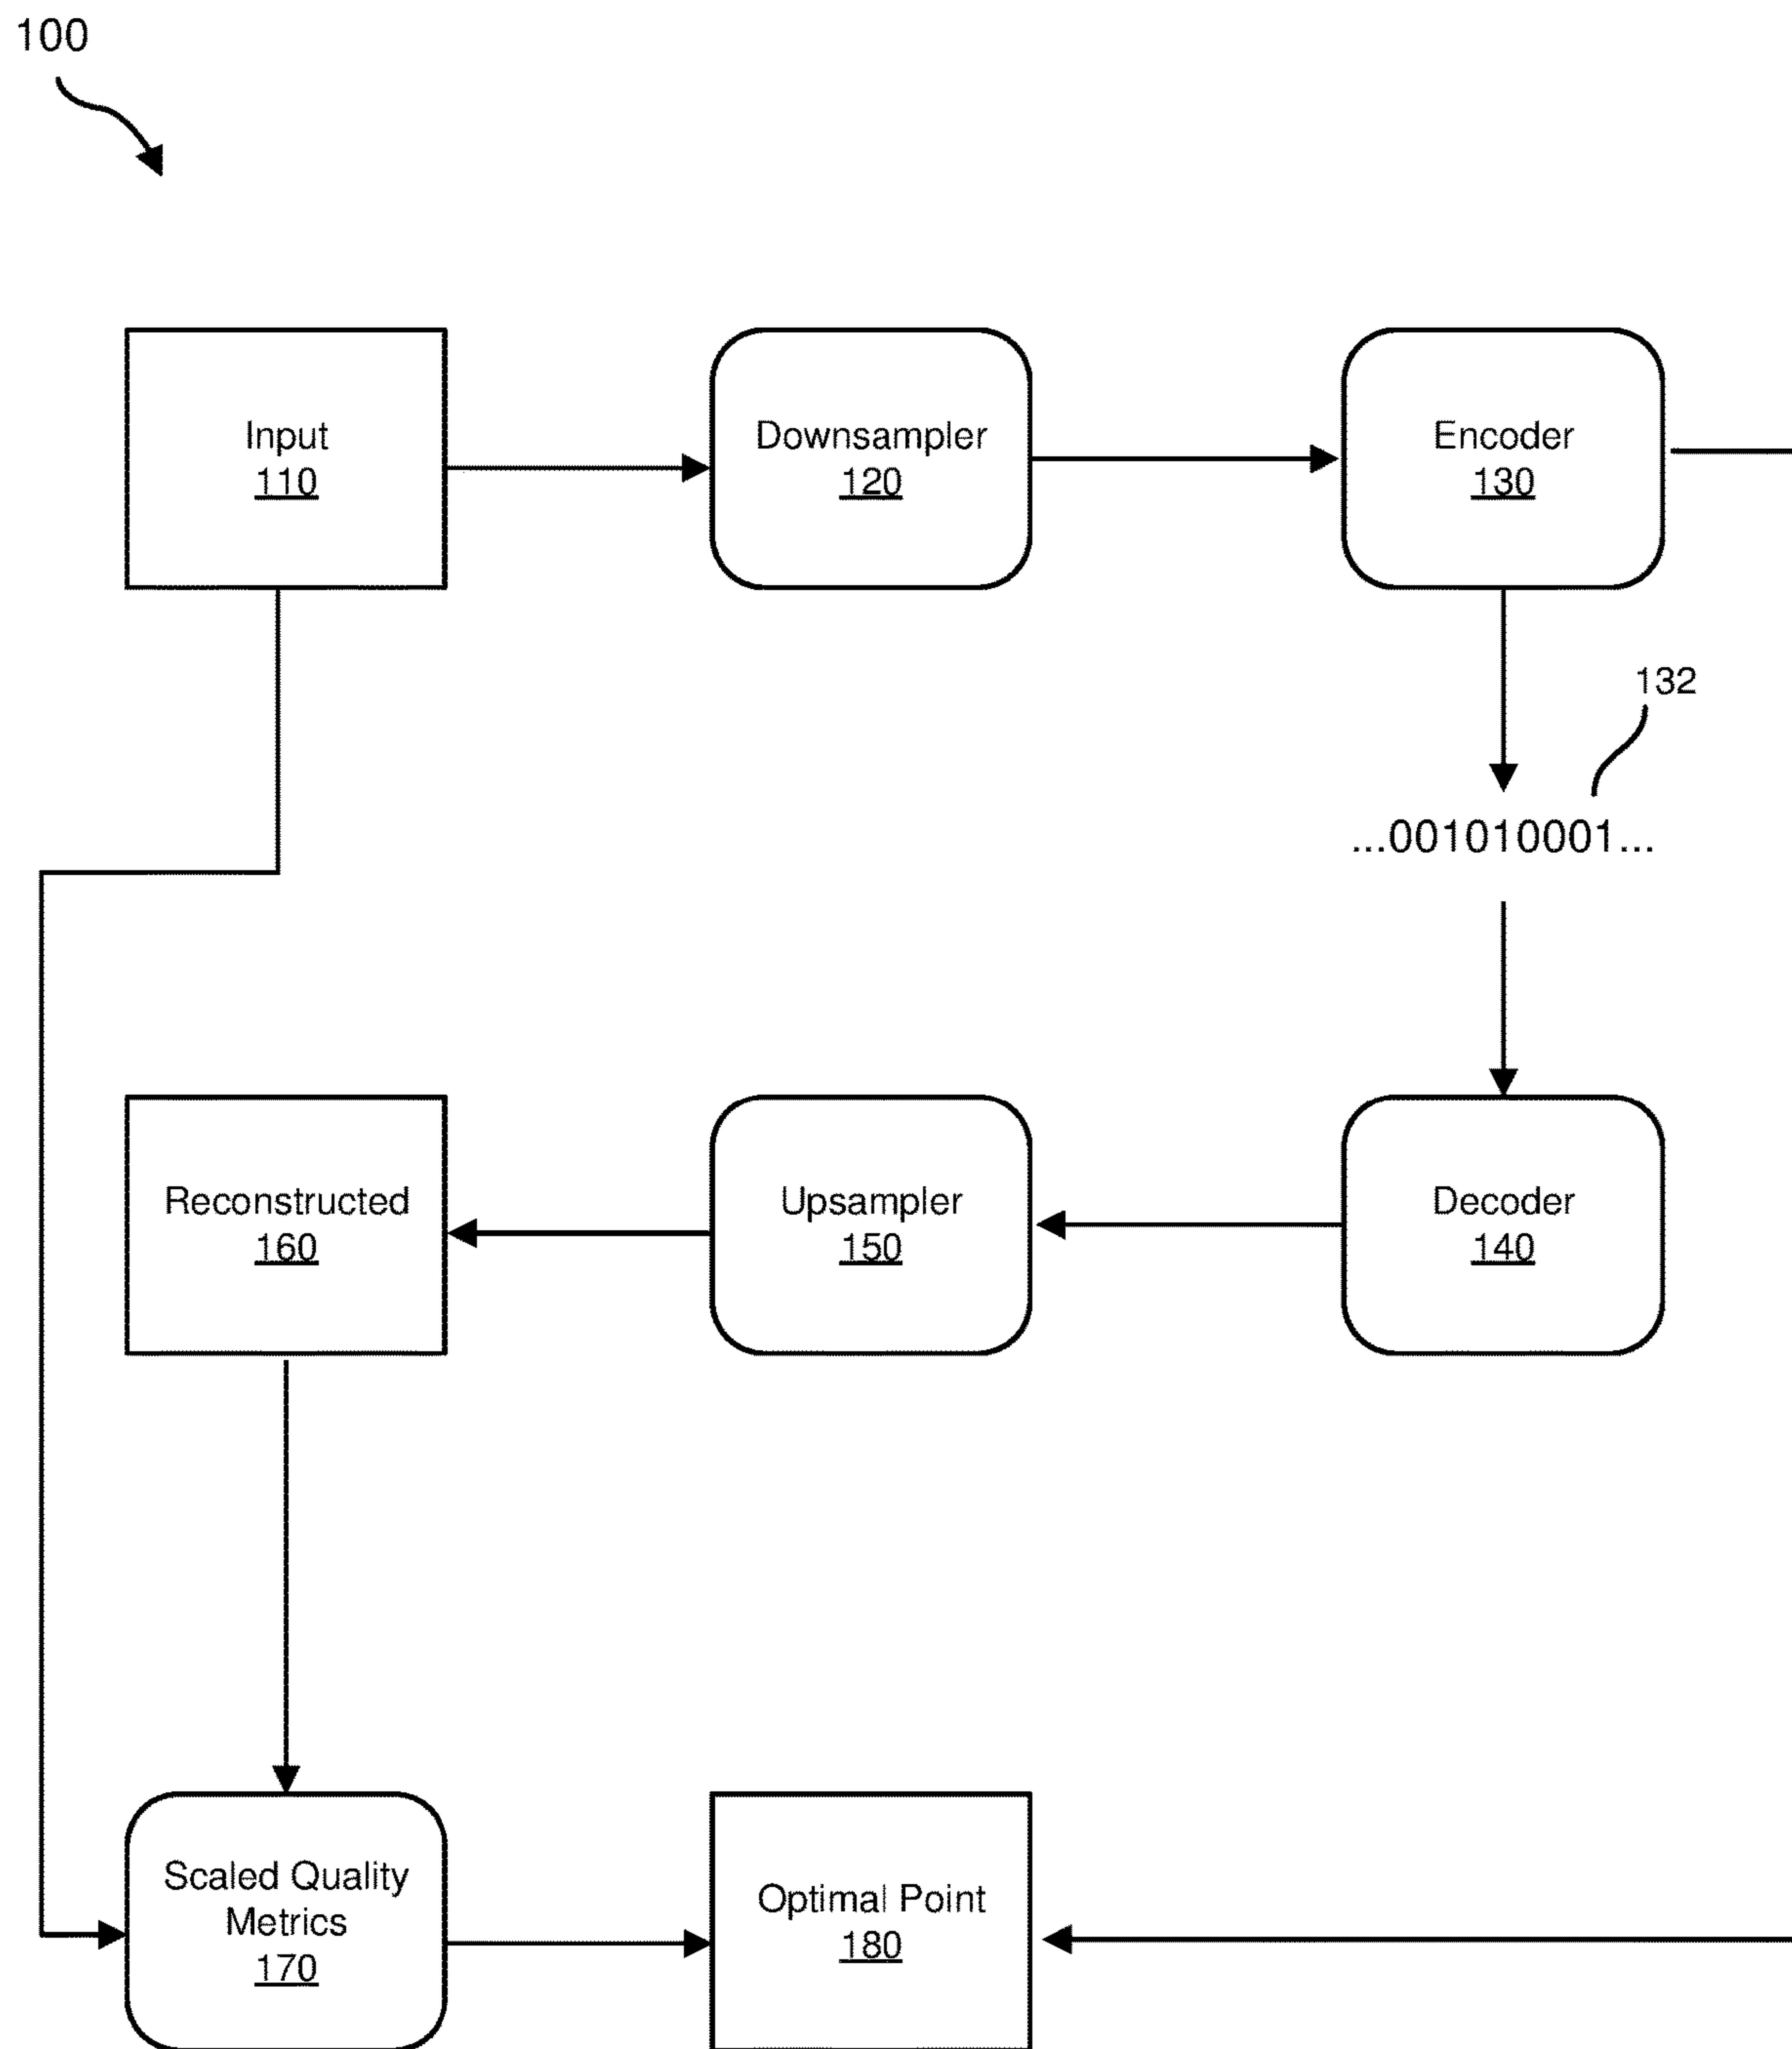 100
Input
110
Downsampler
120
Encoder
130
132
...001010001...
Reconstructed
160
Upsampler
150
Decoder
140
Scaled Quality
Metrics
170
Optimal Point
180